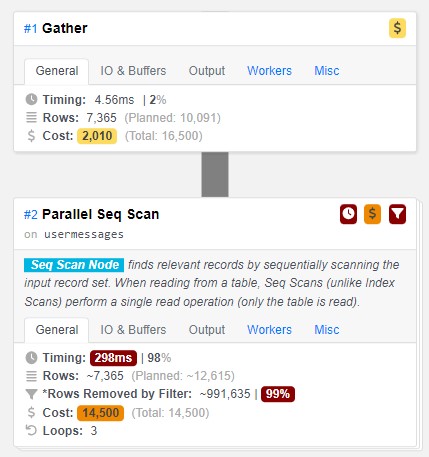 #1 Gather $
General IO & Buffers Output Workers Misc
Timing: 4.56ms | 2%
Rows: 7,365 (Planned: 10,091)
$ Cost: 2,010 (Total: 16,500)
#2 Parallel Seq Scan $
on usermessages
Seq Scan Node finds relevant records by sequentially scanning the
input record set. When reading from a table, Seq Scans (unlike Index
Scans) perform a single read operation (only the table is read).
General IO & Buffers Output Workers Misc
Timing: 298ms | 98%
Rows: ~7,365 (Planned: ~12,615)
*Rows Removed by Filter: ~991,635 | 99%
$ Cost: 14,500 (Total: 14,500)
Loops: 3